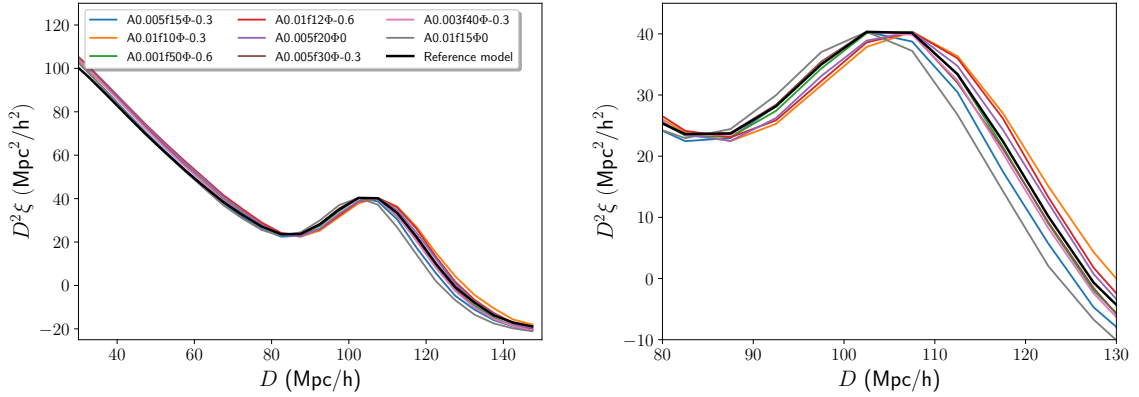 D²ξ (Mpc²/h²)
120
100
80
60
40
20
0
−20
A0.005f15Φ-0.3
A0.01f10Φ-0.3
A0.001f50Φ-0.6
A0.01f12Φ-0.6
A0.005f20Φ0
A0.005f30Φ-0.3
A0.003f40Φ-0.3
A0.01f15Φ0
Reference model
40 60 80 100 120 140
D (Mpc/h)
D²ξ (Mpc²/h²)
40
30
20
10
0
−10
80 90 100 110 120 130
D (Mpc/h)